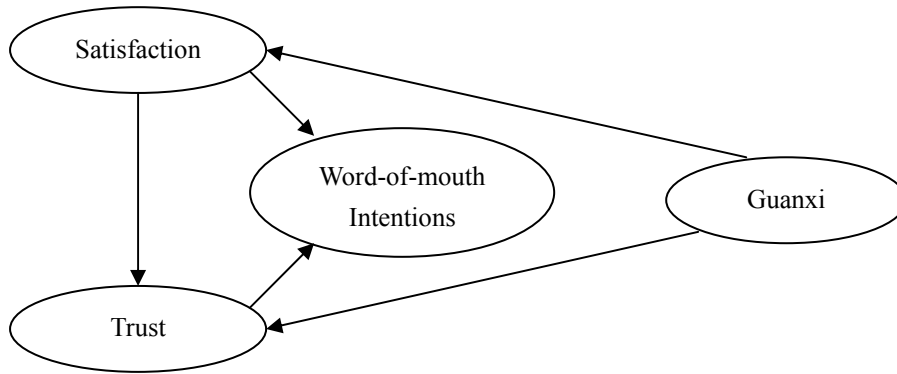 Satisfaction
Word-of-mouth
Intentions
Guanxi
Trust